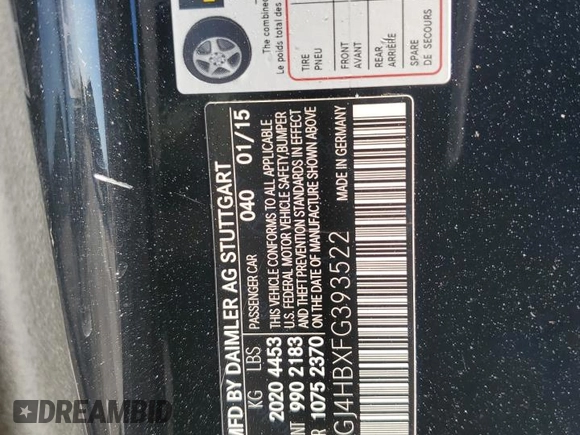 The combined
Le poids total des
TIRE
PNEU
FRONT
AVANT
REAR
ARRIÈRE
SPARE
DE SECOURS
MFD BY DAIMLER AG STUTTGART
KG LBS PASSENGER CAR 040 01/15
2020 4453 THIS VEHICLE CONFORMS TO ALL APPLICABLE
U.S. FEDERAL MOTOR VEHICLE SAFETY,BUMPER
990 2183 AND THEFT PREVENTION STANDARDS IN EFFECT
1075 2370 ON THE DATE OF MANUFACTURE SHOWN ABOVE
MADE IN GERMANY
GJ4HBXFG393522
DEALERHISTORY